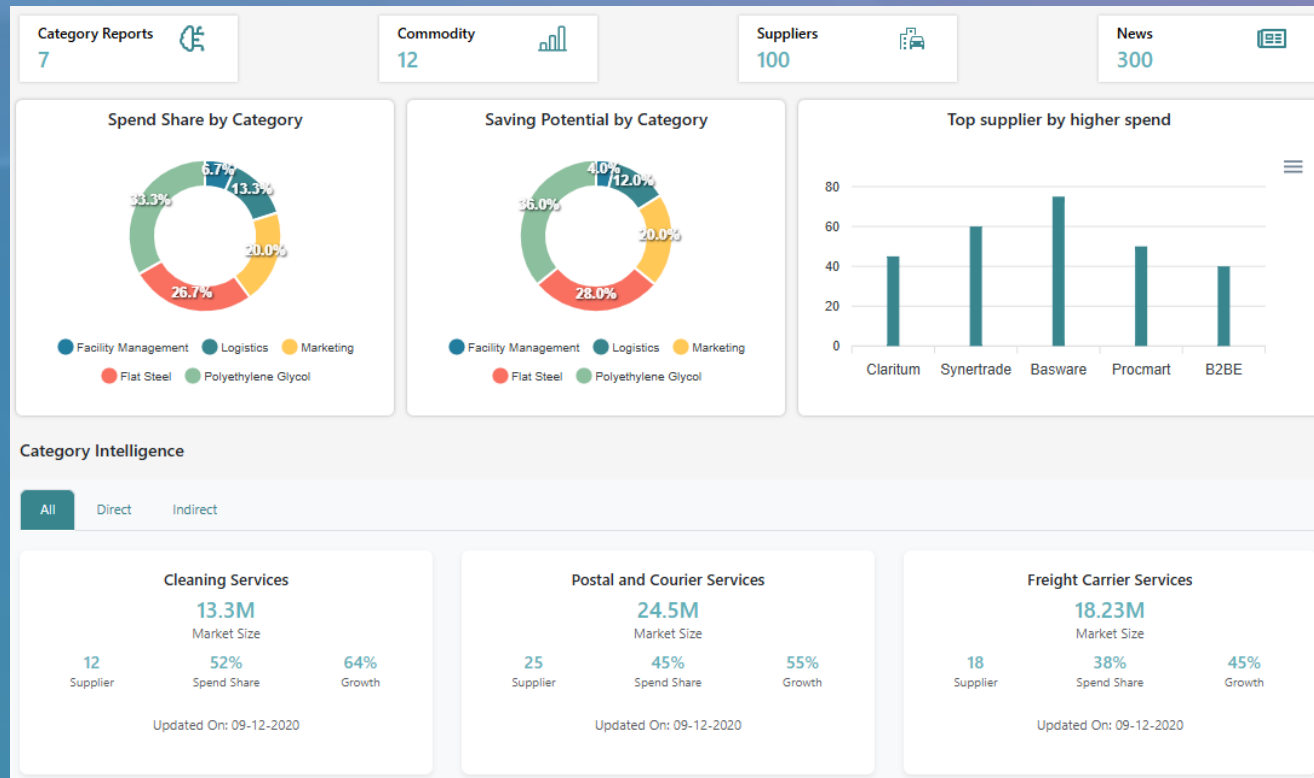 Category Reports
7
Commodity
12
Suppliers
100
News
300
Spend Share by Category
6.7%
13.3%
20.0%
26.7%
33.3%
Facility Management Logistics Marketing
Flat Steel Polyethylene Glycol
Saving Potential by Category
4.0%
12.0%
20.0%
28.0%
36.0%
Facility Management Logistics Marketing
Flat Steel Polyethylene Glycol
Top supplier by higher spend
80
60
40
20
0
Claritum Synertrade Basware Procmart B2BE
Category Intelligence
All Direct Indirect
Cleaning Services
13.3M
Market Size
12 52% 64%
Supplier Spend Share Growth
Updated On: 09-12-2020
Postal and Courier Services
24.5M
Market Size
25 45% 55%
Supplier Spend Share Growth
Updated On: 09-12-2020
Freight Carrier Services
18.23M
Market Size
18 38% 45%
Supplier Spend Share Growth
Updated On: 09-12-2020